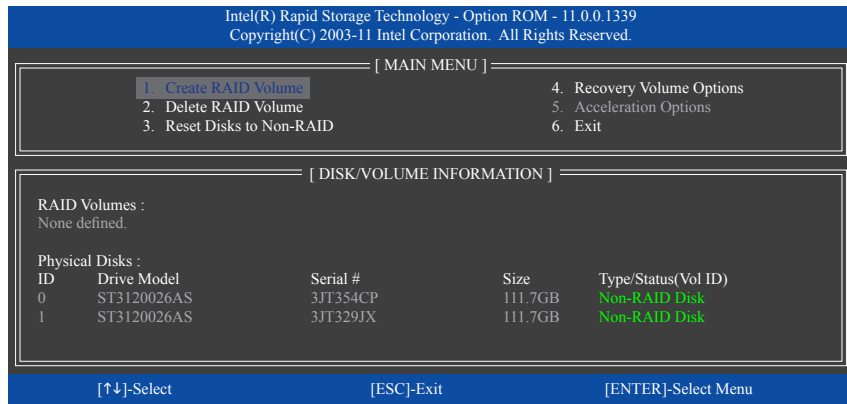 Intel(R) Rapid Storage Technology - Option ROM - 11.0.0.1339
Copyright(C) 2003-11 Intel Corporation. All Rights Reserved.
[ MAIN MENU ]
1. Create RAID Volume
2. Delete RAID Volume
3. Reset Disks to Non-RAID
4. Recovery Volume Options
5. Acceleration Options
6. Exit
[ DISK/VOLUME INFORMATION ]
RAID Volumes :
None defined.
Physical Disks :
ID Drive Model Serial # Size Type/Status(Vol ID)
0 ST3120026AS 3JT354CP 111.7GB Non-RAID Disk
1 ST3120026AS 3JT329JX 111.7GB Non-RAID Disk
[↑↓]-Select [ESC]-Exit [ENTER]-Select Menu